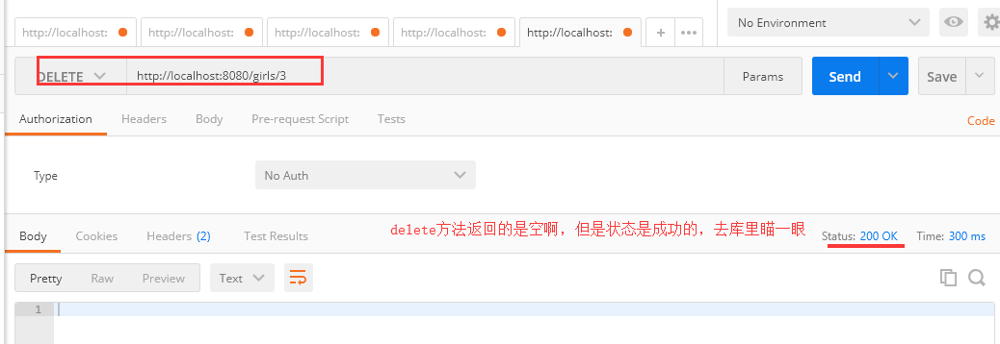 http://localhost: http://localhost: http://localhost: http://localhost: http://localhost: + ••• No Environment
DELETE http://localhost:8080/girls/3 Params Send Save
Authorization Headers Body Pre-request Script Tests Code
Type No Auth
Body Cookies Headers (2) Test Results delete方法返回的是空啊，但是状态是成功的，去库里瞄一眼 Status: 200 OK Time: 300 ms
Pretty Raw Preview Text
1